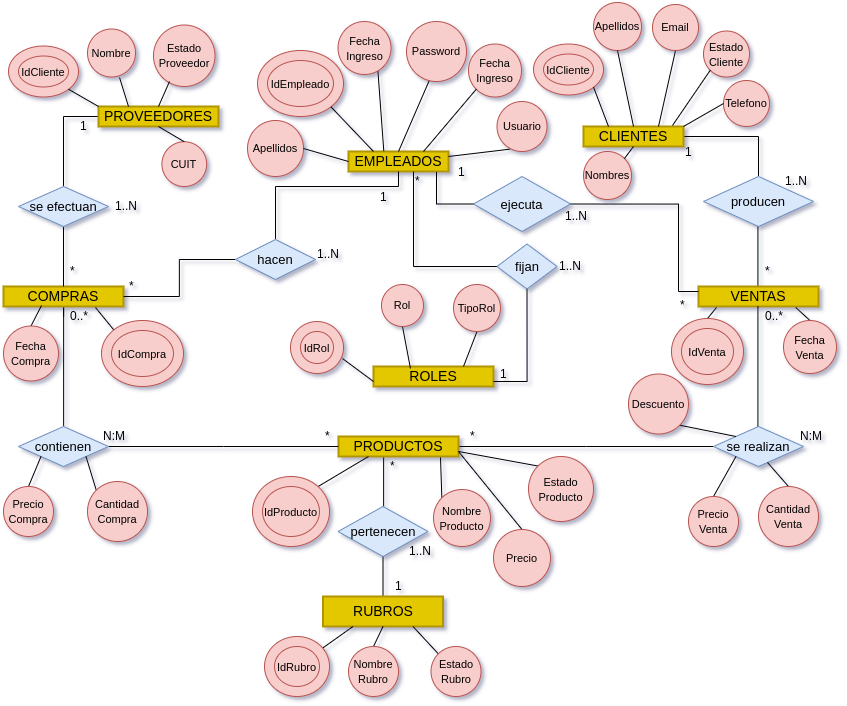 IdCliente
Nombre
Estado
Proveedor
PROVEEDORES
1
CUIT
se efectuan
1..N
*
Fecha
Ingreso
Password
Fecha
Ingreso
IdEmpleado
Usuario
Apellidos
EMPLEADOS
1
*
1
Apellidos
Email
Estado
Cliente
IdCliente
Telefono
CLIENTES
1
Nombres
producen
1..N
*
ejecuta
1..N
*
hacen
1..N
*
fijan
1..N
1
COMPRAS
0..*
Fecha
Compra
IdCompra
Rol
TipoRol
IdRol
ROLES
VENTAS
0..*
IdVenta
Fecha
Venta
Descuento
contienen
N:M
*
PRODUCTOS
*
*
se realizan
N:M
Precio
Compra
Cantidad
Compra
IdProducto
Nombre
Producto
Estado
Producto
Precio
Precio
Venta
Cantidad
Venta
pertenecen
1..N
1
RUBROS
IdRubro
Nombre
Rubro
Estado
Rubro